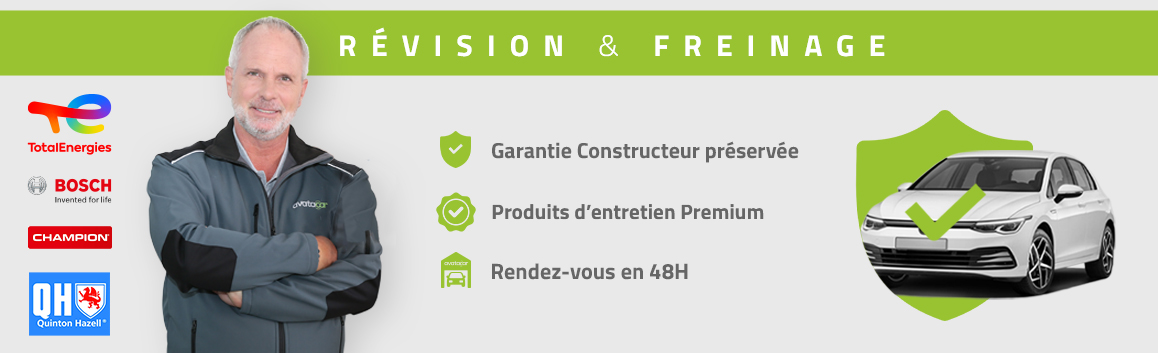 RÉVISION & FREINAGE
TotalEnergies
BOSCH
Invented for life
CHAMPION
QH
Quinton Hazell®
avatacar
Garantie Constructeur préservée
Produits d’entretien Premium
avatacar
Rendez-vous en 48H